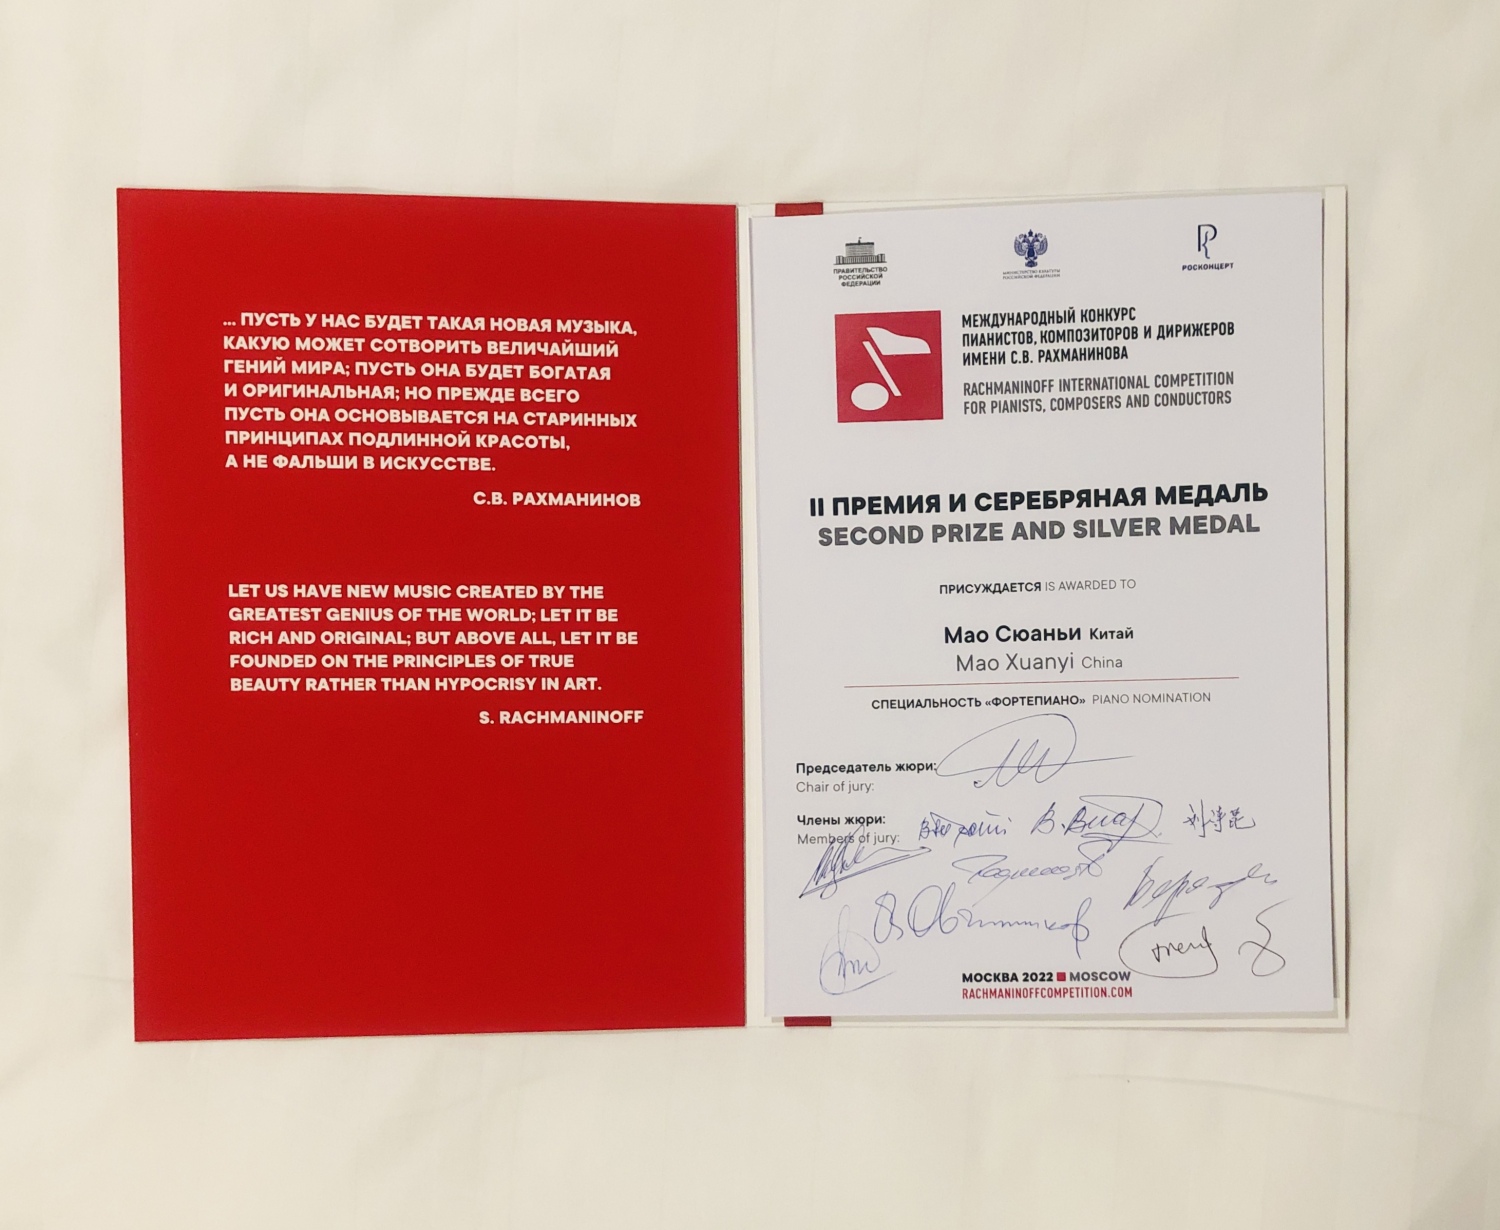 ... ПУСТЬ У НАС БУДЕТ ТАКАЯ НОВАЯ МУЗЫКА,
КАКУЮ МОЖЕТ СОТВОРИТЬ ВЕЛИЧАЙШИЙ
ГЕНИЙ МИРА; ПУСТЬ ОНА БУДЕТ БОГАТАЯ
И ОРИГИНАЛЬНАЯ; НО ПРЕЖДЕ ВСЕГО
ПУСТЬ ОНА ОСНОВЫВАЕТСЯ НА СТАРИННЫХ
ПРИНЦИПАХ ПОДЛИННОЙ КРАСОТЫ,
А НЕ ФАЛЬШИ В ИСКУССТВЕ.
С.В. РАХМАНИНОВ
LET US HAVE NEW MUSIC CREATED BY THE
GREATEST GENIUS OF THE WORLD; LET IT BE
RICH AND ORIGINAL; BUT ABOVE ALL, LET IT BE
FOUNDED ON THE PRINCIPLES OF TRUE
BEAUTY RATHER THAN HYPOCRISY IN ART.
S. RACHMANINOFF
ПРАВИТЕЛЬСТВО
РОССИЙСКОЙ
ФЕДЕРАЦИИ
МИНИСТЕРСТВО КУЛЬТУРЫ
РОССИЙСКОЙ ФЕДЕРАЦИИ
РОСКОНЦЕРТ
МЕЖДУНАРОДНЫЙ КОНКУРС
ПИАНИСТОВ, КОМПОЗИТОРОВ И ДИРИЖЕРОВ
ИМЕНИ С.В. РАХМАНИНОВА
RACHMANINOFF INTERNATIONAL COMPETITION
FOR PIANISTS, COMPOSERS AND CONDUCTORS
II ПРЕМИЯ И СЕРЕБРЯНАЯ МЕДАЛЬ
SECOND PRIZE AND SILVER MEDAL
ПРИСУЖДАЕТСЯ IS AWARDED TO
Мао Сюаньи Китай
Mao Xuanyi China
СПЕЦИАЛЬНОСТЬ «ФОРТЕПИАНО» PIANO NOMINATION
Председатель жюри:
Chair of jury:
Члены жюри:
Members of jury:
МОСКВА 2022 MOSCOW
RACHMANINOFFCOMPETITION.COM